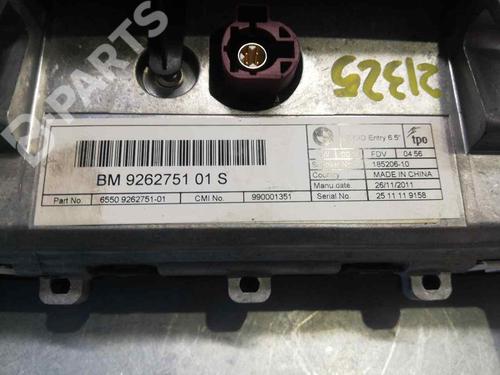 B-PARTS
21325
Entry 6.5"
tpo
FDV 04 56
185206-10
Country MADE IN CHINA
Manu date 26/11/2011
BM 9262751 01 S
Part No. 6550 9262751-01 CMI No. 990001351 Serial No. 25 11 11 9158